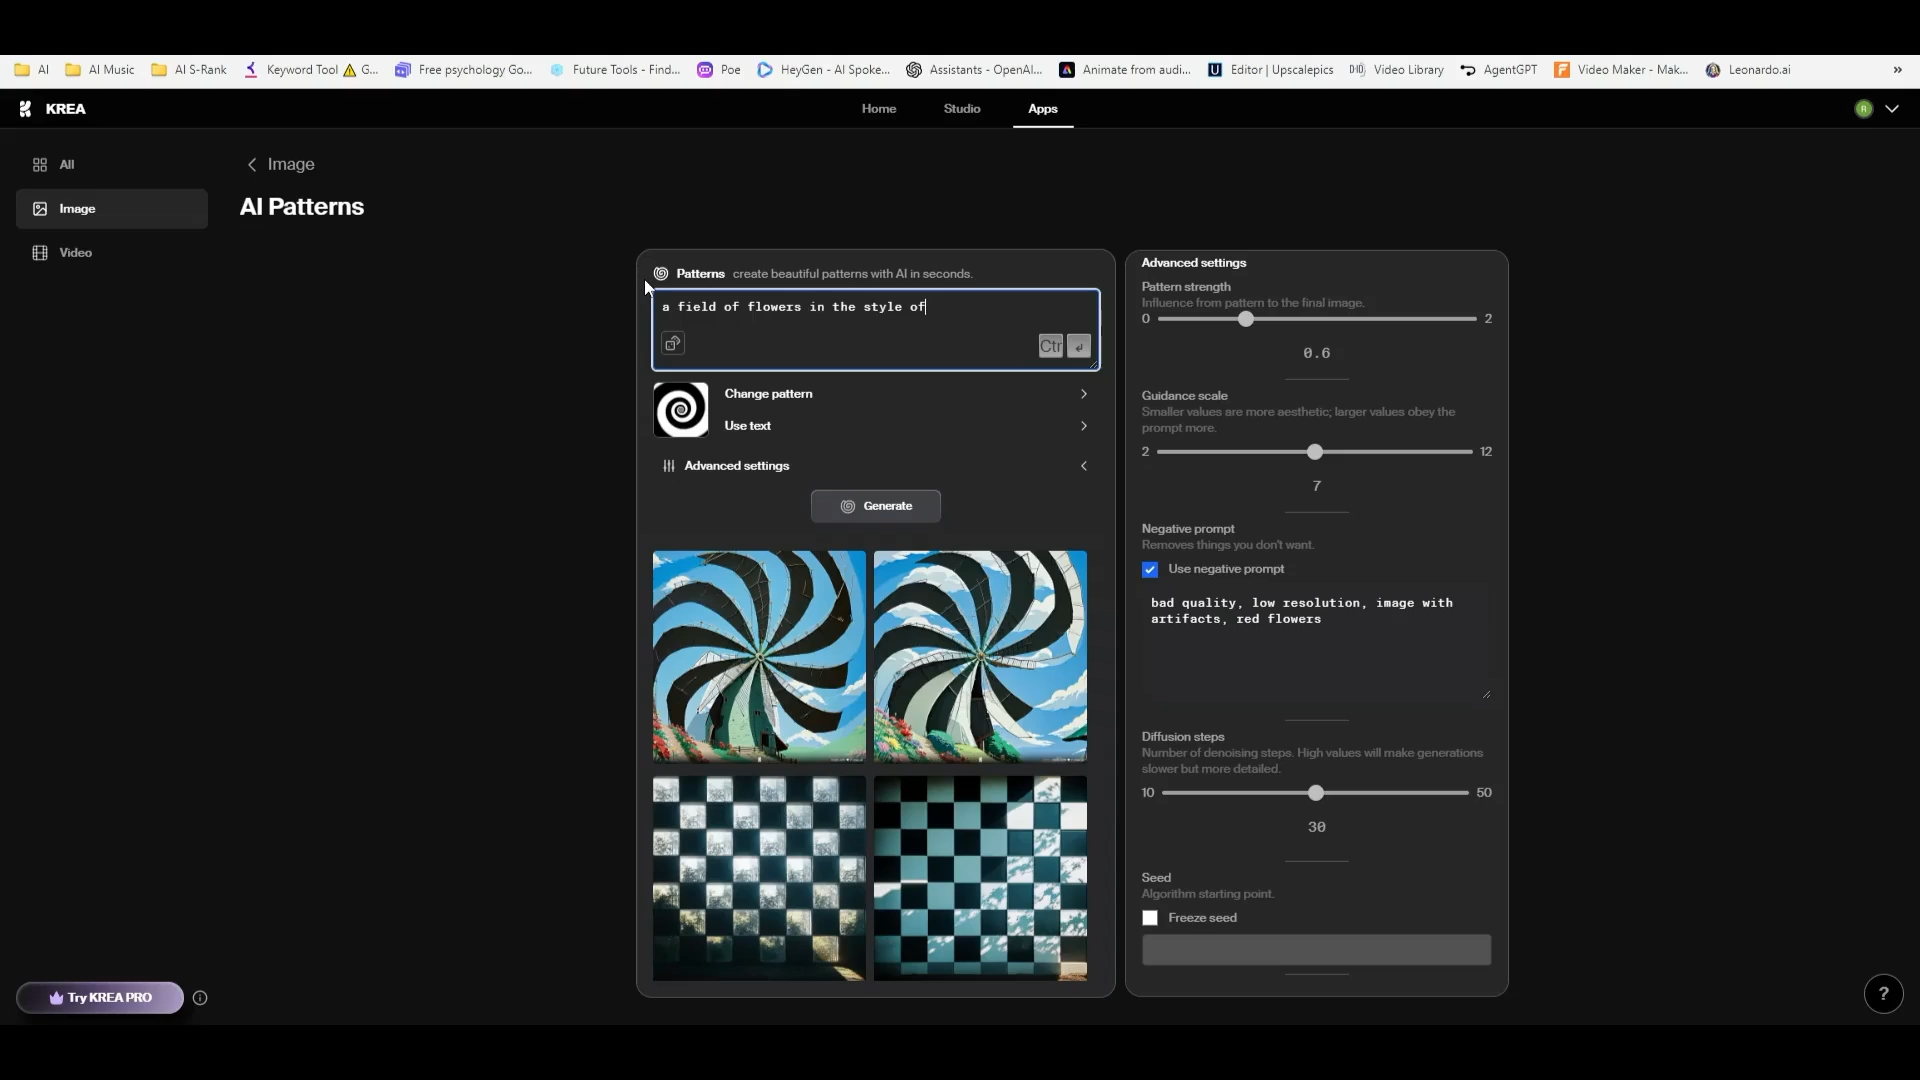 AI
AI Music
AI S-Rank
Keyword Tool
G...
Free psychology Go...
Future Tools - Find...
Poe
HeyGen - AI Spoke...
Assistants - OpenAI...
Animate from audi...
Editor | Upscalepics
Video Library
AgentGPT
Video Maker - Mak...
Leonardo.ai
»
KREA
Home
Studio
Apps
R
All
Image
Video
Image
AI Patterns
Patterns create beautiful patterns with AI in seconds.
a field of flowers in the style of
Ctr
Change pattern
Use text
Advanced settings
Generate
Advanced settings
Pattern strength
Influence from pattern to the final image.
0 2
0.6
Guidance scale
Smaller values are more aesthetic; larger values obey the
prompt more.
2 12
7
Negative prompt
Removes things you don't want.
Use negative prompt
bad quality, low resolution, image with
artifacts, red flowers
Diffusion steps
Number of denoising steps. High values will make generations
slower but more detailed.
10 50
30
Seed
Algorithm starting point.
Freeze seed
Try KREA PRO
?